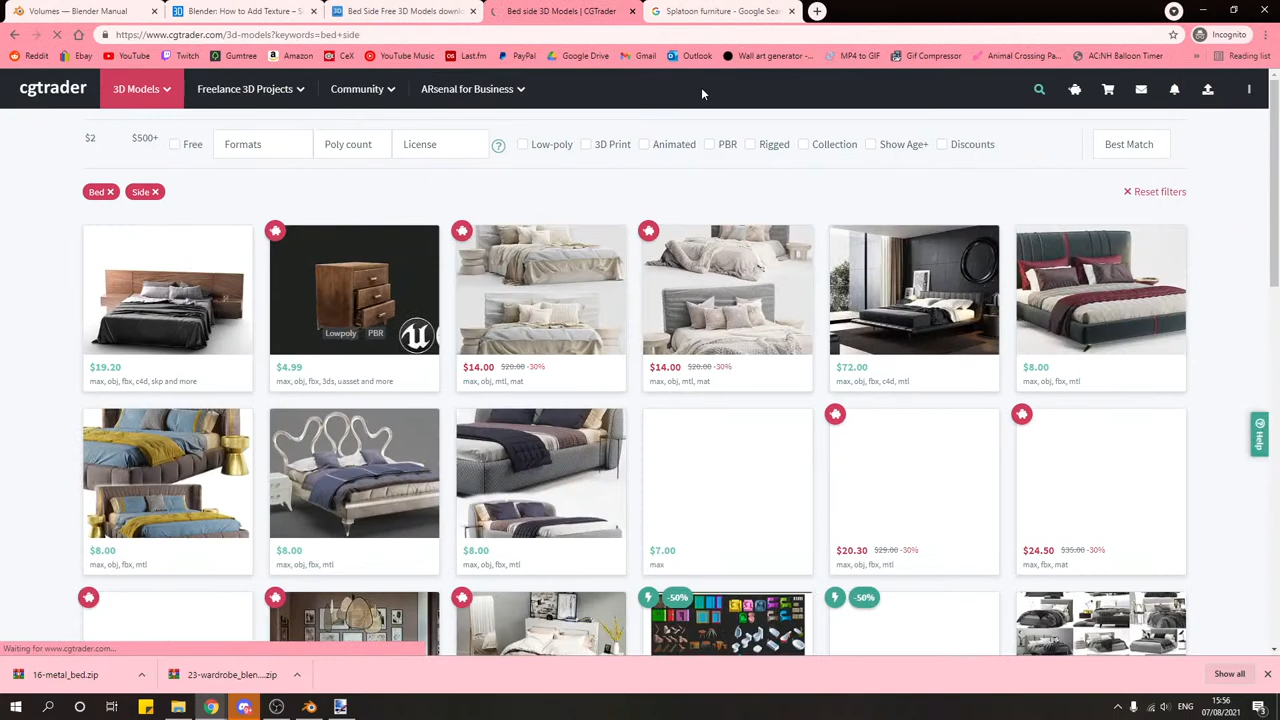 Volumes — Blender Manual
Blender: How to Add Texture – S
Bed Side Free 3D Models downl
Bed side 3D Models | CGTrader
Splatoon furniture - Google Sea
https://www.cgtrader.com/3d-models?keywords=bed+side
Incognito
Reddit
Ebay
YouTube
Twitch
Gumtree
Amazon
CeX
YouTube Music
Last.fm
PayPal
Google Drive
Gmail
Outlook
Wall art generator -...
MP4 to GIF
Gif Compressor
Animal Crossing Pa...
AC:NH Balloon Timer
Reading list
cgtrader
3D Models
Freelance 3D Projects
Community
ARsenal for Business
$2
$500+
Free
Formats
Poly count
License
Low-poly
3D Print
Animated
PBR
Rigged
Collection
Show Age+
Discounts
Best Match
Bed
Side
Reset filters
Lowpoly
PBR
$19.20
max, obj, fbx, c4d, skp and more
$4.99
max, obj, fbx, 3ds, uasset and more
$14.00 $20.00 -30%
max, obj, mtl, mat
$14.00 $20.00 -30%
max, obj, mtl, mat
$72.00
max, obj, fbx, c4d, mtl
$8.00
max, obj, fbx, mtl
Help
$8.00
max, obj, fbx, mtl
$8.00
max, obj, fbx, mtl
$8.00
max, obj, fbx, mtl
$7.00
max
$20.30 $29.00 -30%
max, obj, fbx, mtl
$24.50 $35.00 -30%
max, fbx, mat
-50%
-50%
Waiting for www.cgtrader.com...
16-metal_bed.zip
23-wardrobe_blen....zip
Show all
ENG
15:56
07/08/2021
3